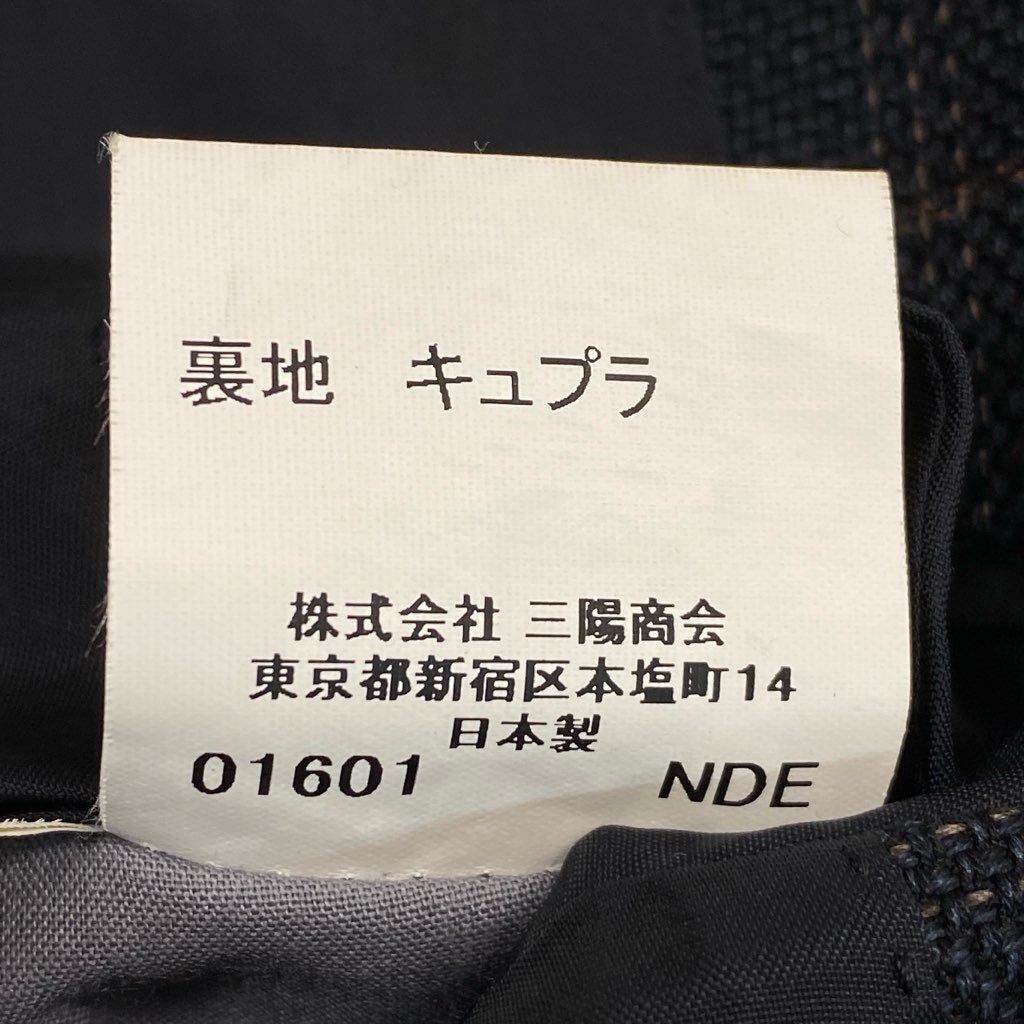 裏地　キュプラ
株式会社 三陽商会
東京都新宿区本塩町14
日本製
01601 NDE